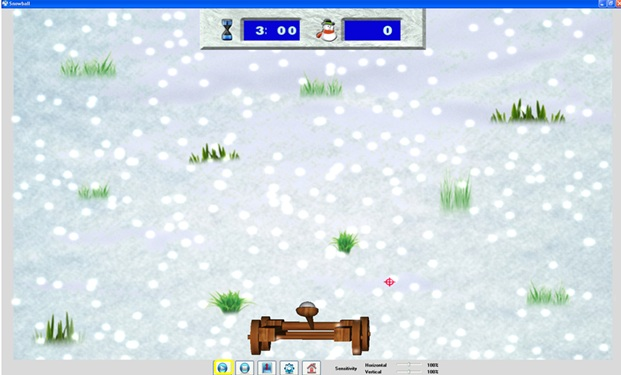 Snowball
3: 00
0
Sensitivity
Horizontal 100%
Vertical 100%